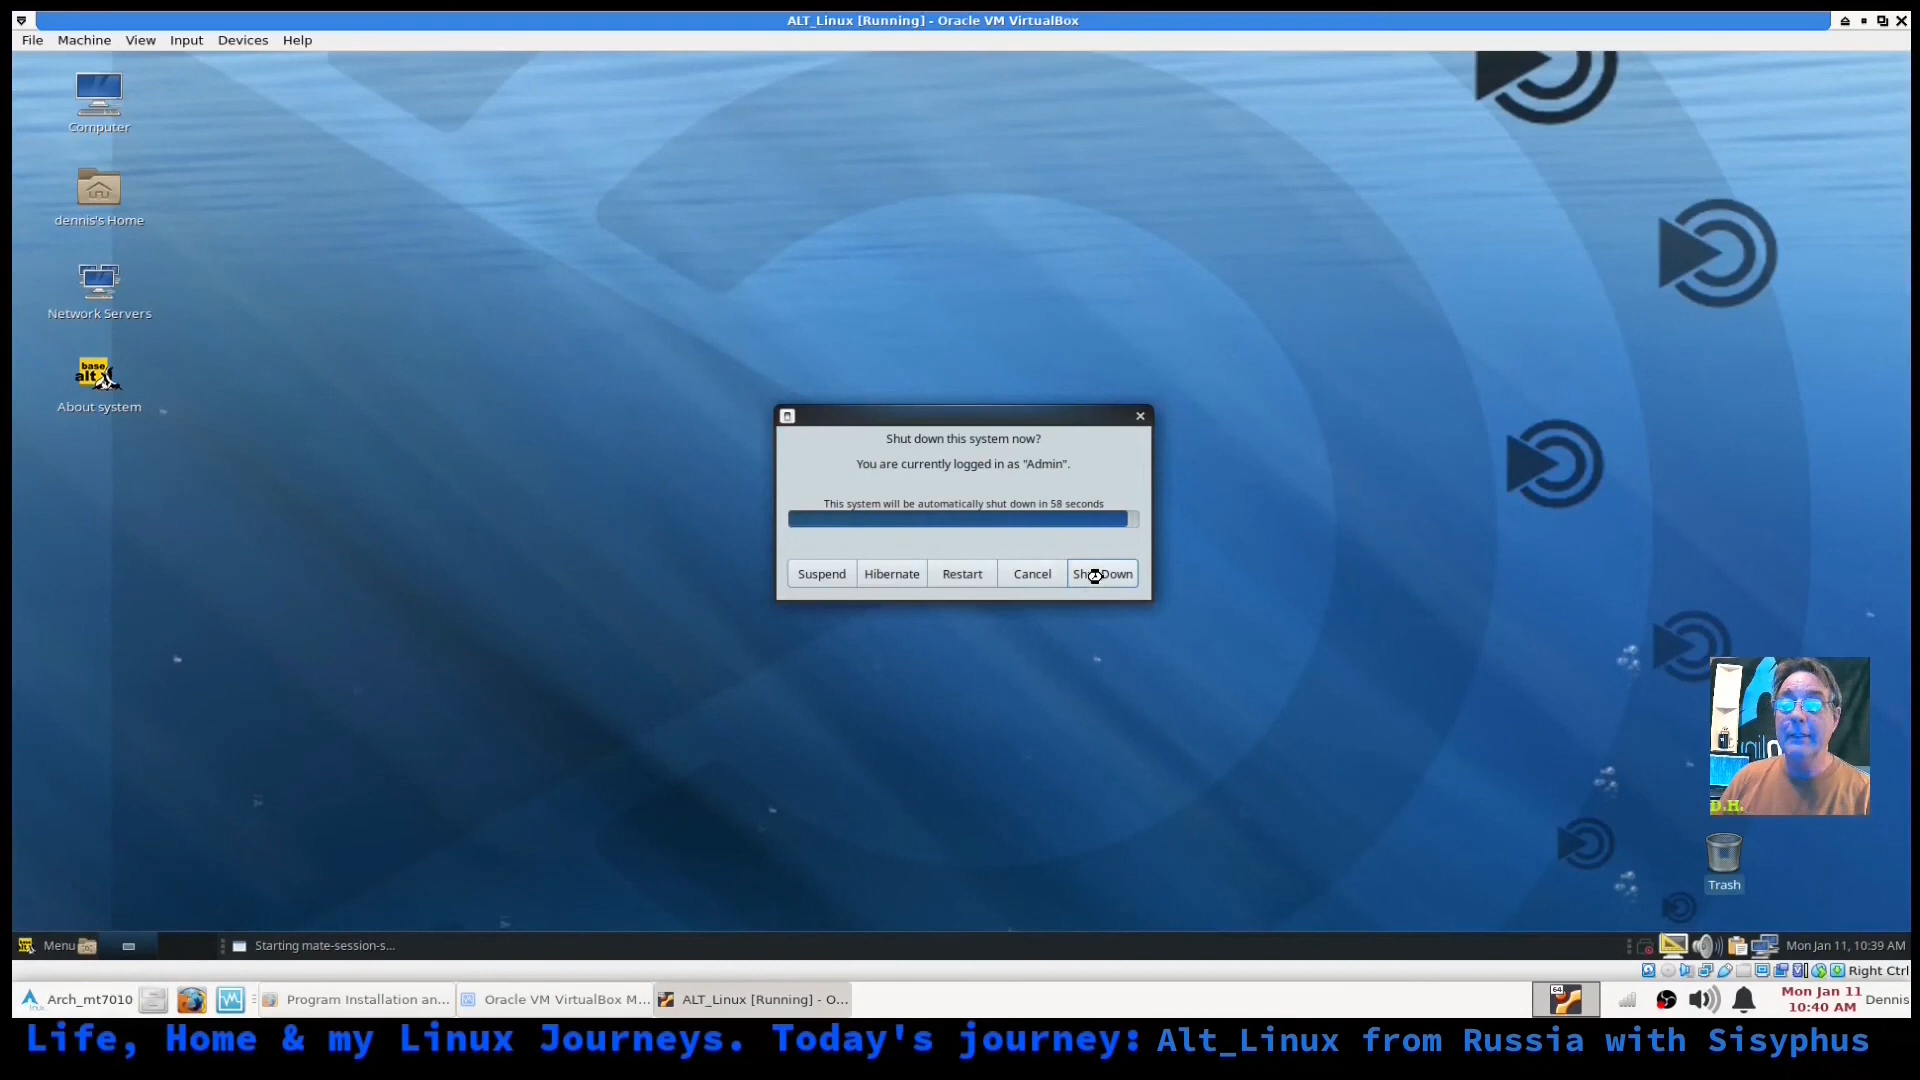 ALT_Linux [Running] - Oracle VM VirtualBox
File Machine View Input Devices Help
Computer
dennis's Home
Network Servers
base
alt
About system
Shut down this system now?
You are currently logged in as "Admin".
This system will be automatically shut down in 58 seconds
Suspend Hibernate Restart Cancel Shut Down
D.H.
Trash
Menu Starting mate-session-s... Mon Jan 11, 10:39 AM
Right Ctrl
Arch_mt7010 Program Installation an... Oracle VM VirtualBox M... ALT_Linux [Running] - O... 64 Mon Jan 11 Dennis
10:40 AM
Life, Home & my Linux Journeys. Today's journey: Alt_Linux from Russia with Sisyphus